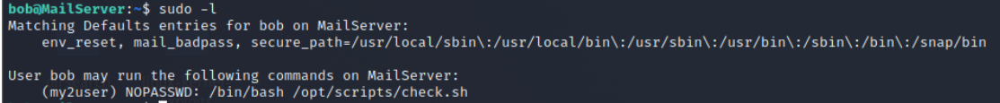 bob@MailServer:~$ sudo -l
Matching Defaults entries for bob on MailServer:
    env_reset, mail_badpass, secure_path=/usr/local/sbin\:/usr/local/bin\:/usr/sbin\:/usr/bin\:/sbin\:/bin\:/snap/bin
User bob may run the following commands on MailServer:
    (my2user) NOPASSWD: /bin/bash /opt/scripts/check.sh